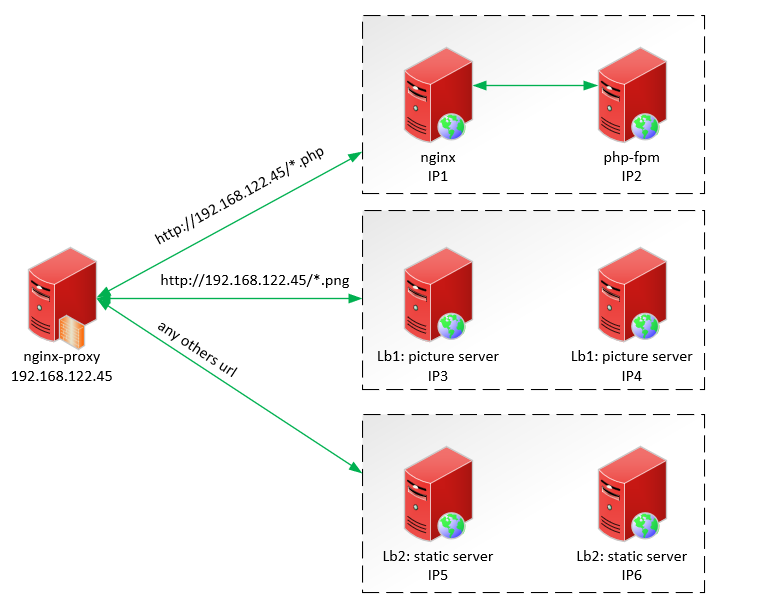 nginx
IP1
php-fpm
IP2
http://192.168.122.45/*.php
http://192.168.122.45/*.png
any others url
nginx-proxy
192.168.122.45
Lb1: picture server
IP3
Lb1: picture server
IP4
Lb2: static server
IP5
Lb2: static server
IP6